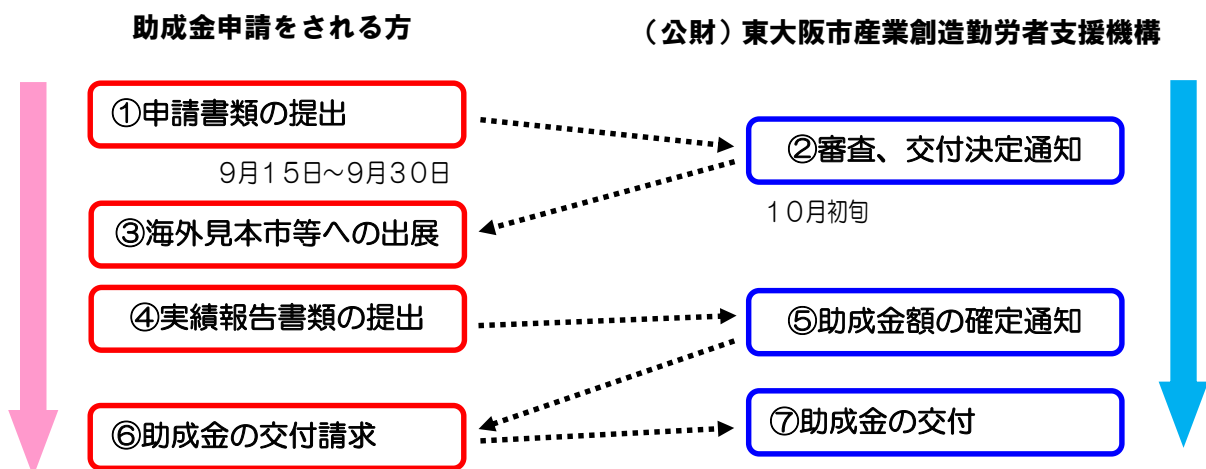 助成金申請をされる方
（公財）東大阪市産業創造勤労者支援機構
①申請書類の提出
9月15日～9月30日
②審査、交付決定通知
10月初旬
③海外見本市等への出展
④実績報告書類の提出
⑤助成金額の確定通知
⑥助成金の交付請求
⑦助成金の交付